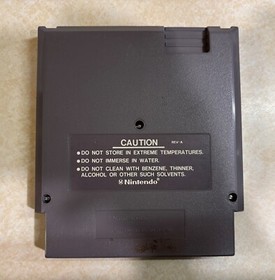 CAUTION REV-A
●DO NOT STORE IN EXTREME TEMPERATURES.
●DO NOT IMMERSE IN WATER.
●DO NOT CLEAN WITH BENZENE, THINNER,
ALCOHOL OR OTHER SUCH SOLVENTS.
Nintendo®